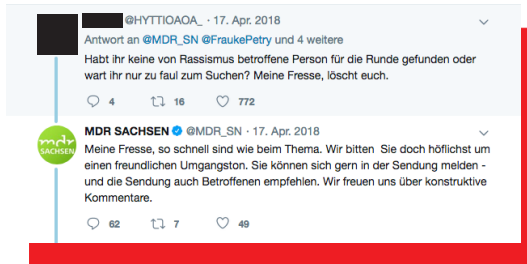 @HYTTIOAOA_ · 17. Apr. 2018
Antwort an @MDR_SN @FraukePetry und 4 weitere
Habt ihr keine von Rassismus betroffene Person für die Runde gefunden oder
wart ihr nur zu faul zum Suchen? Meine Fresse, löscht euch.
4 16 772
mdr
SACHSEN
MDR SACHSEN @MDR_SN · 17. Apr. 2018
Meine Fresse, so schnell sind wie beim Thema. Wir bitten Sie doch höflichst um
einen freundlichen Umgangston. Sie können sich gern in der Sendung melden -
und die Sendung auch Betroffenen empfehlen. Wir freuen uns über konstruktive
Kommentare.
62 7 49